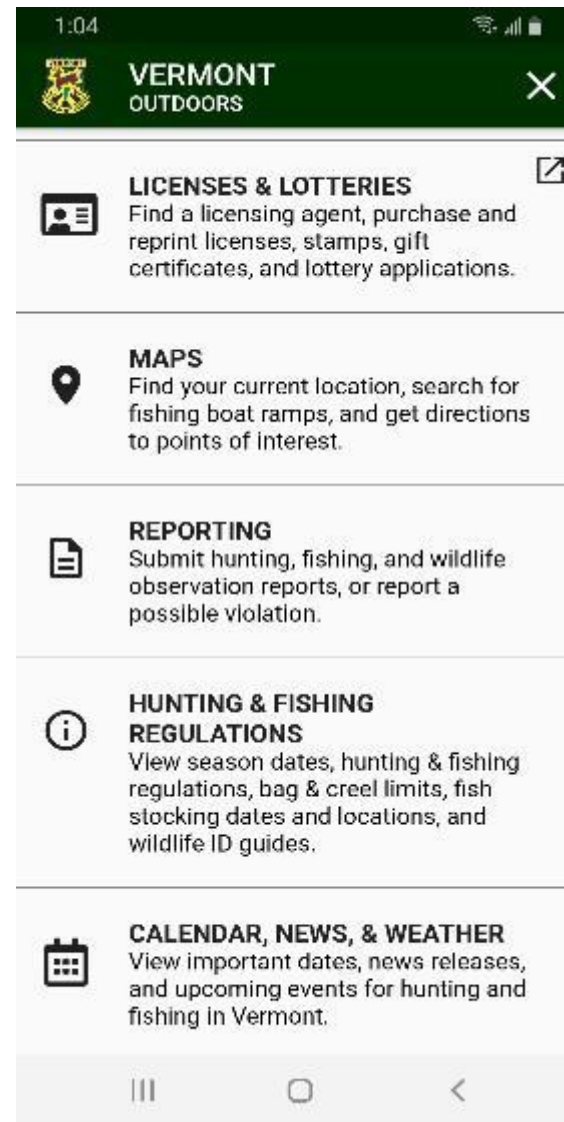 1:04
VERMONT
OUTDOORS
LICENSES & LOTTERIES
Find a licensing agent, purchase and
reprint licenses, stamps, gift
certificates, and lottery applications.
MAPS
Find your current location, search for
fishing boat ramps, and get directions
to points of interest.
REPORTING
Submit hunting, fishing, and wildlife
observation reports, or report a
possible violation.
HUNTING & FISHING
REGULATIONS
View season dates, hunting & fishing
regulations, bag & creel limits, fish
stocking dates and locations, and
wildlife ID guides.
CALENDAR, NEWS, & WEATHER
View important dates, news releases,
and upcoming events for hunting and
fishing in Vermont.